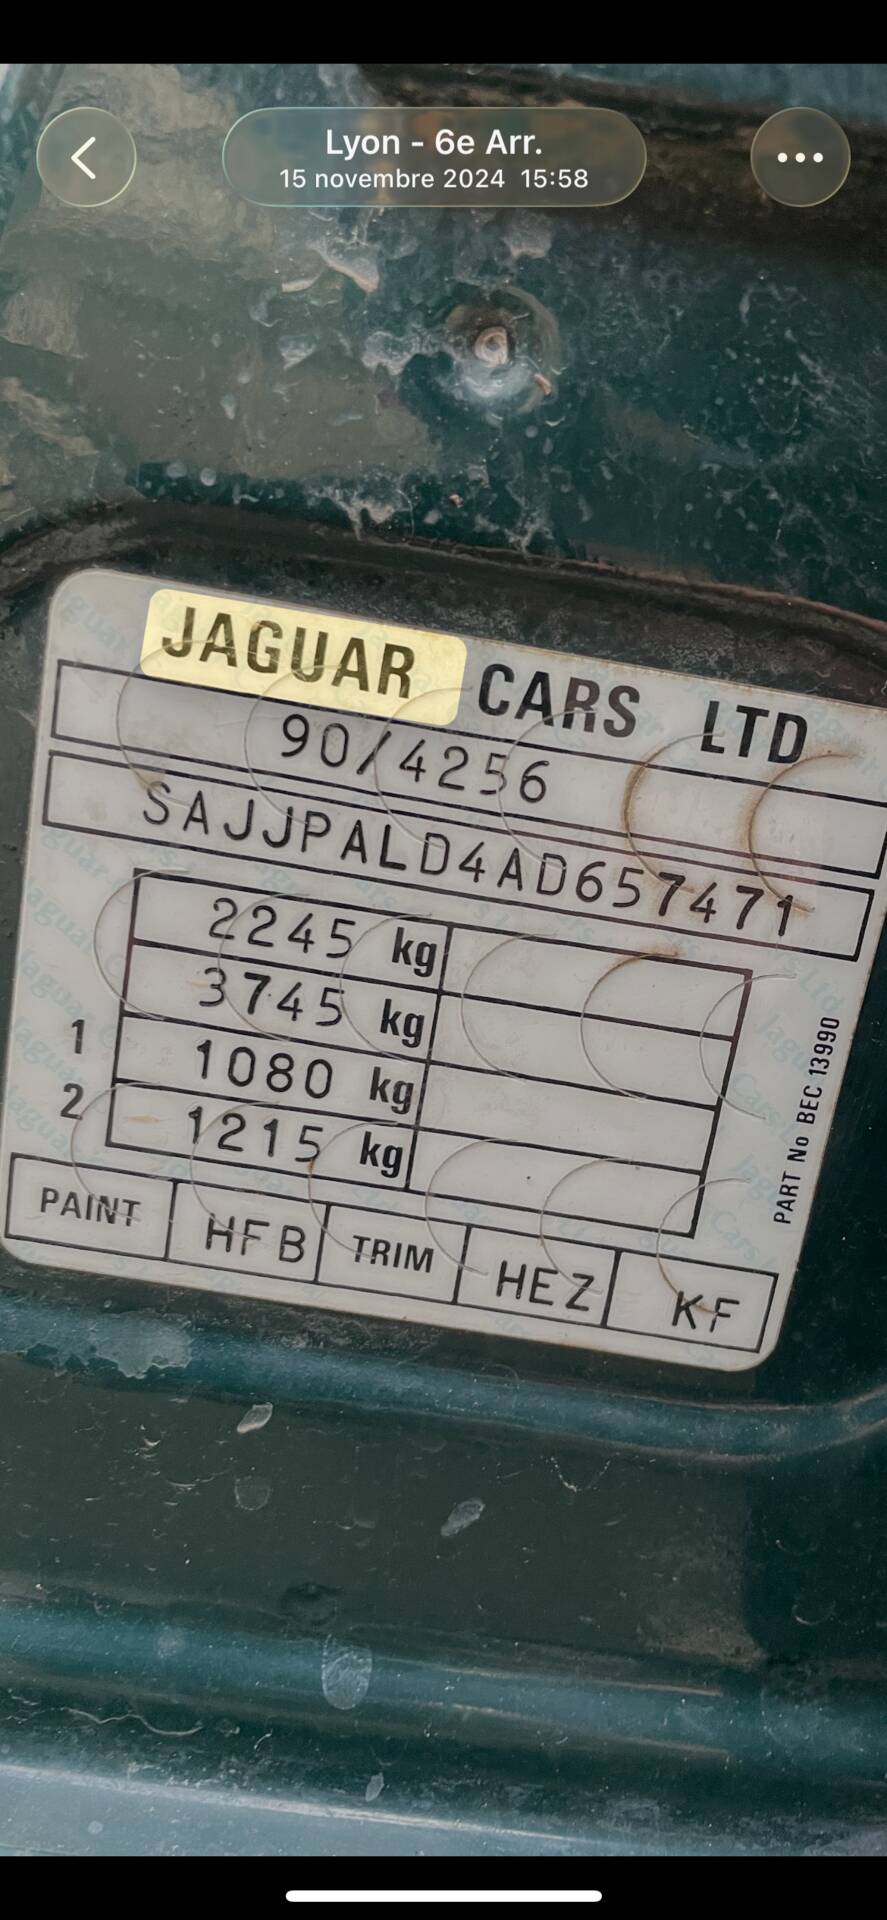 Lyon - 6e Arr.
15 novembre 2024 15:58
JAGUAR CARS LTD
90/4256
SAJJPALD4AD657471
2245 kg
3745 kg
1 1080 kg
2 1215 kg
PART No BEC 13990
PAINT HFB TRIM HEZ KF